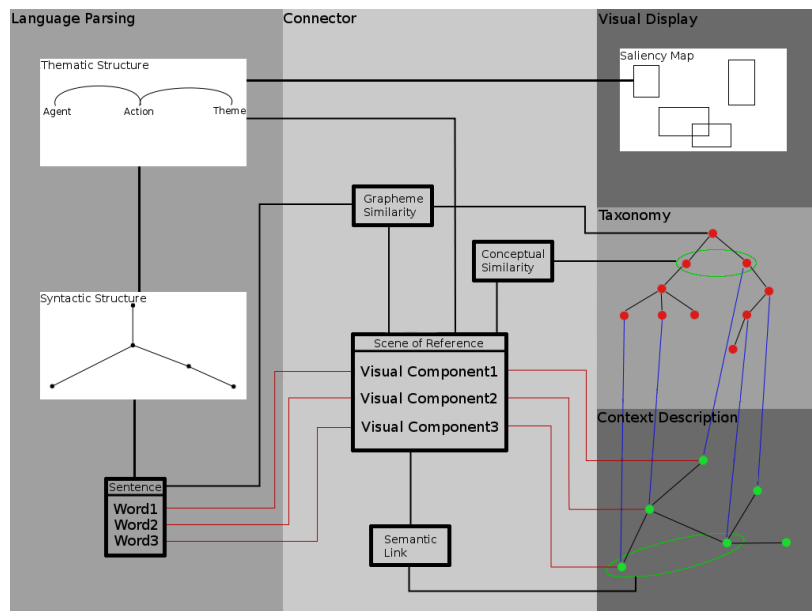 Language Parsing
Connector
Visual Display
Thematic Structure
Agent
Action
Theme
Saliency Map
Grapheme
Similarity
Taxonomy
Conceptual
Similarity
Syntactic Structure
Scene of Reference
Visual Component1
Visual Component2
Visual Component3
Context Description
Sentence
Word1
Word2
Word3
Semantic
Link